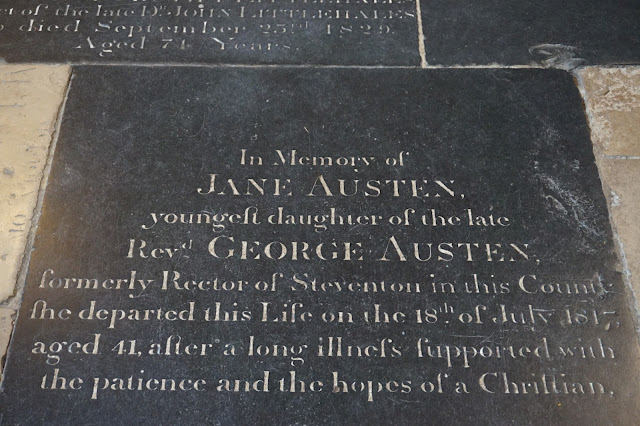 of the late Dr. JOHN LITTLEHALES
died September 25th 1829
Aged 74 Years
In Memory of
JANE AUSTEN,
youngeſt daughter of the late
Revd. GEORGE AUSTEN,
formerly Rector of Steventon in this County
ſhe departed this Life on the 18th of July 1817,
aged 41, after a long illneſs ſupported with
the patience and the hopes of a Chriſtian.